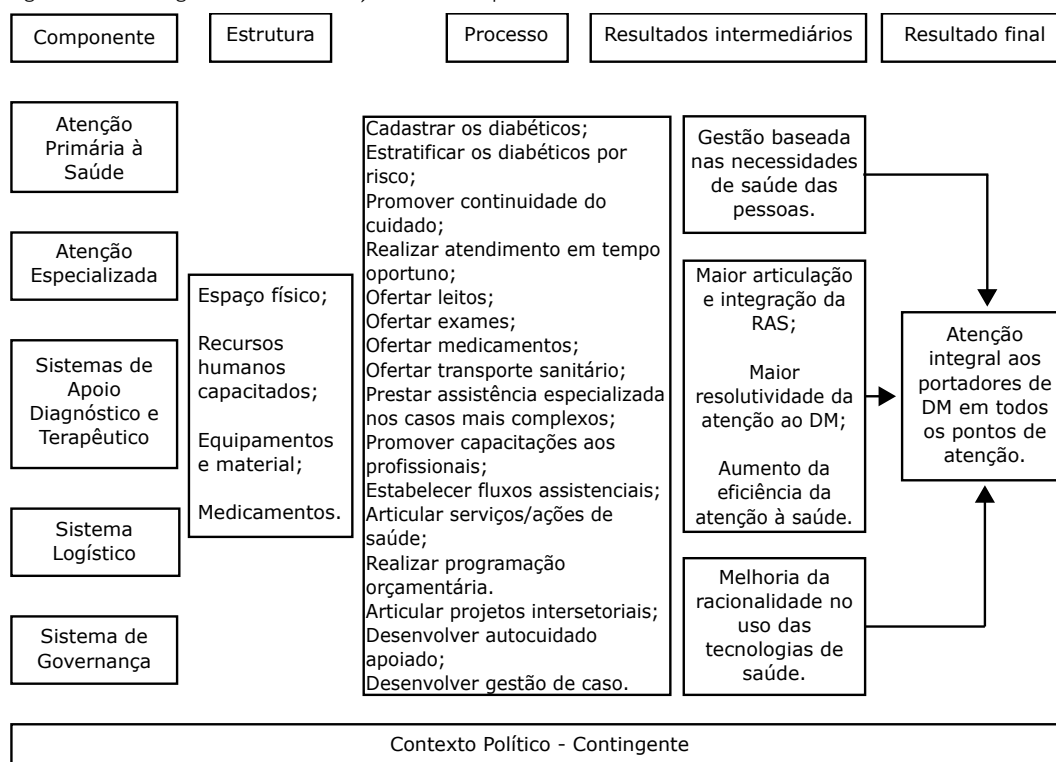 Componente
Estrutura
Processo
Resultados intermediários
Resultado final
Atenção
Primária à
Saúde
Atenção
Especializada
Sistemas de
Apoio
Diagnóstico e
Terapêutico
Sistema
Logístico
Sistema de
Governança
Espaço físico;
Recursos
humanos
capacitados;
Equipamentos
e material;
Medicamentos.
Cadastrar os diabéticos;
Estratificar os diabéticos por
risco;
Promover continuidade do
cuidado;
Realizar atendimento em tempo
oportuno;
Ofertar leitos;
Ofertar exames;
Ofertar medicamentos;
Ofertar transporte sanitário;
Prestar assistência especializada
nos casos mais complexos;
Promover capacitações aos
profissionais;
Estabelecer fluxos assistenciais;
Articular serviços/ações de
saúde;
Realizar programação
orçamentária.
Articular projetos intersetoriais;
Desenvolver autocuidado
apoiado;
Desenvolver gestão de caso.
Gestão baseada
nas necessidades
de saúde das
pessoas.
Maior articulação
e integração da
RAS;
Maior
resolutividade da
atenção ao DM;
Aumento da
eficiência da
atenção à saúde.
Melhoria da
racionalidade no
uso das
tecnologias de
saúde.
Atenção
integral aos
portadores de
DM em todos
os pontos de
atenção.
Contexto Político - Contingente